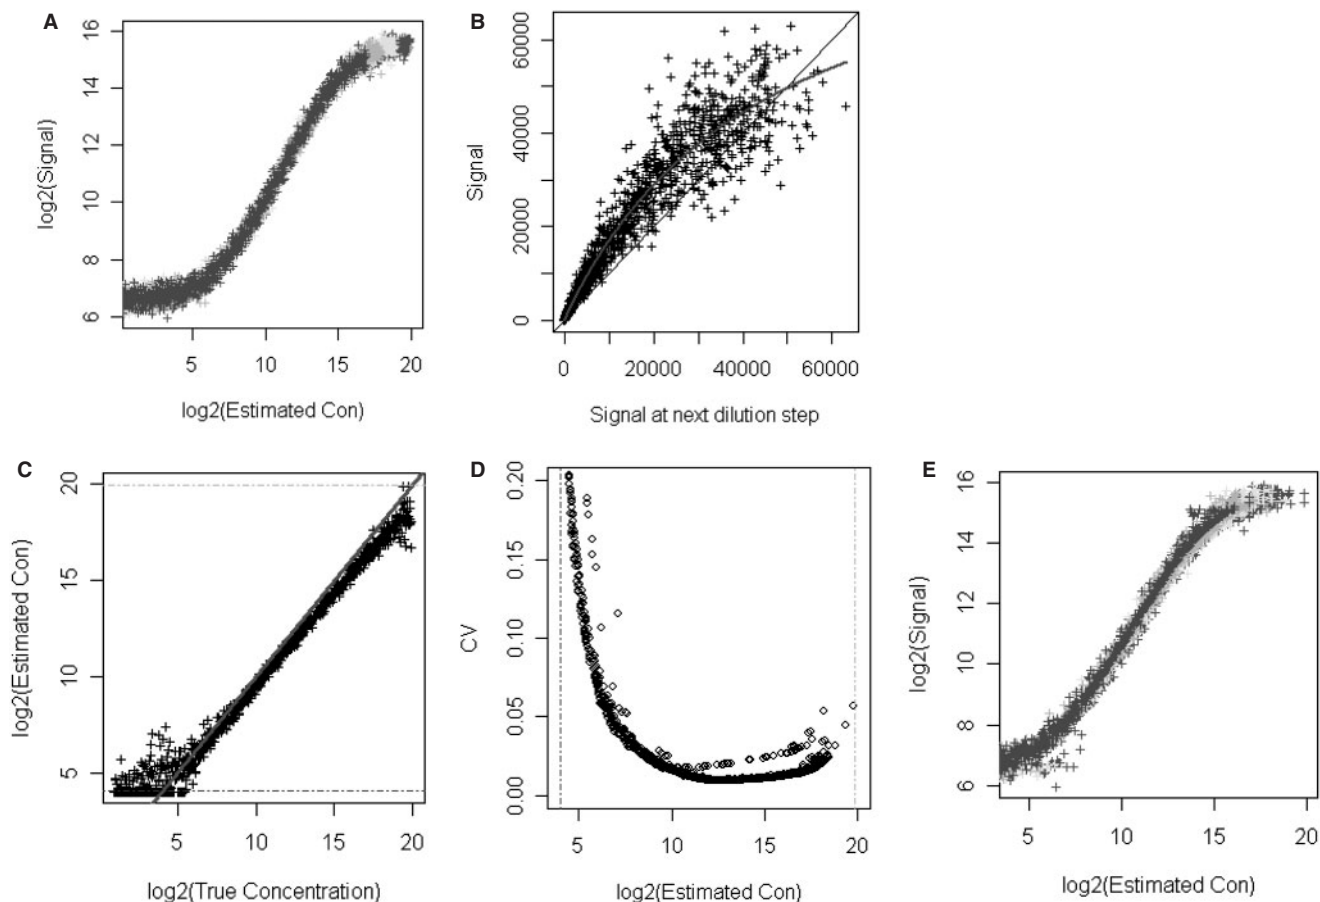 A
16
14
12
10
8
6
log2(Signal)
5 10 15 20
log2(Estimated Con)
B
60000
40000
20000
0
Signal
0 20000 40000 60000
Signal at next dilution step
C
20
15
10
5
log2(Estimated Con)
5 10 15 20
log2(True Concentration)
D
0.20
0.15
0.10
0.05
0.00
CV
5 10 15 20
log2(Estimated Con)
E
16
14
12
10
8
6
log2(Signal)
5 10 15 20
log2(Estimated Con)